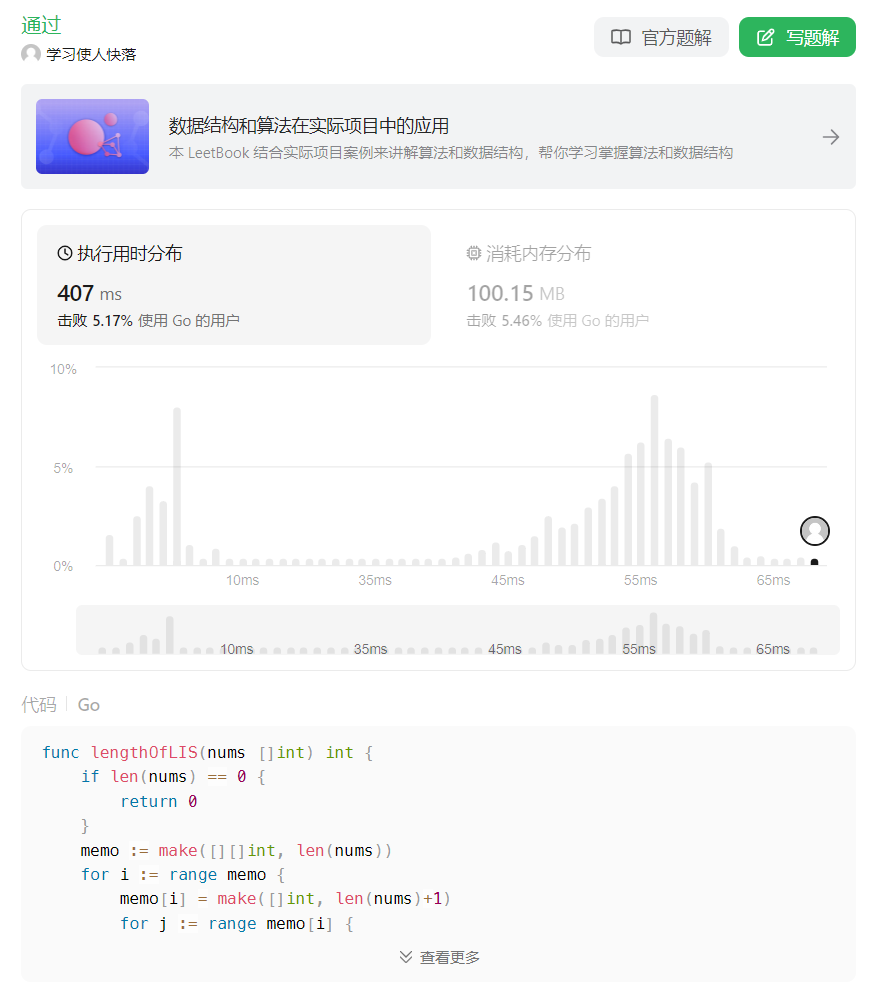 通过
学习使人快落
官方题解
写题解
数据结构和算法在实际项目中的应用
本 LeetBook 结合实际项目案例来讲解算法和数据结构，帮你学习掌握算法和数据结构
执行用时分布
407 ms
击败 5.17% 使用 Go 的用户
消耗内存分布
100.15 MB
击败 5.46% 使用 Go 的用户
10%
5%
0%
10ms 35ms 45ms 55ms 65ms
10ms 35ms 45ms 55ms 65ms
代码 Go
func lengthOfLIS(nums []int) int {
    if len(nums) == 0 {
        return 0
    }
    memo := make([][]int, len(nums))
    for i := range memo {
        memo[i] = make([]int, len(nums)+1)
        for j := range memo[i] {
查看更多